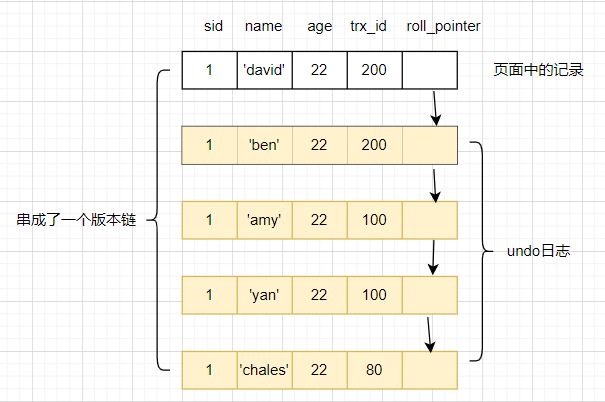 sid name age trx_id roll_pointer
1 'david' 22 200 页面中的记录
1 'ben' 22 200
1 'amy' 22 100
串成了一个版本链
undo日志
1 'yan' 22 100
1 'chales' 22 80